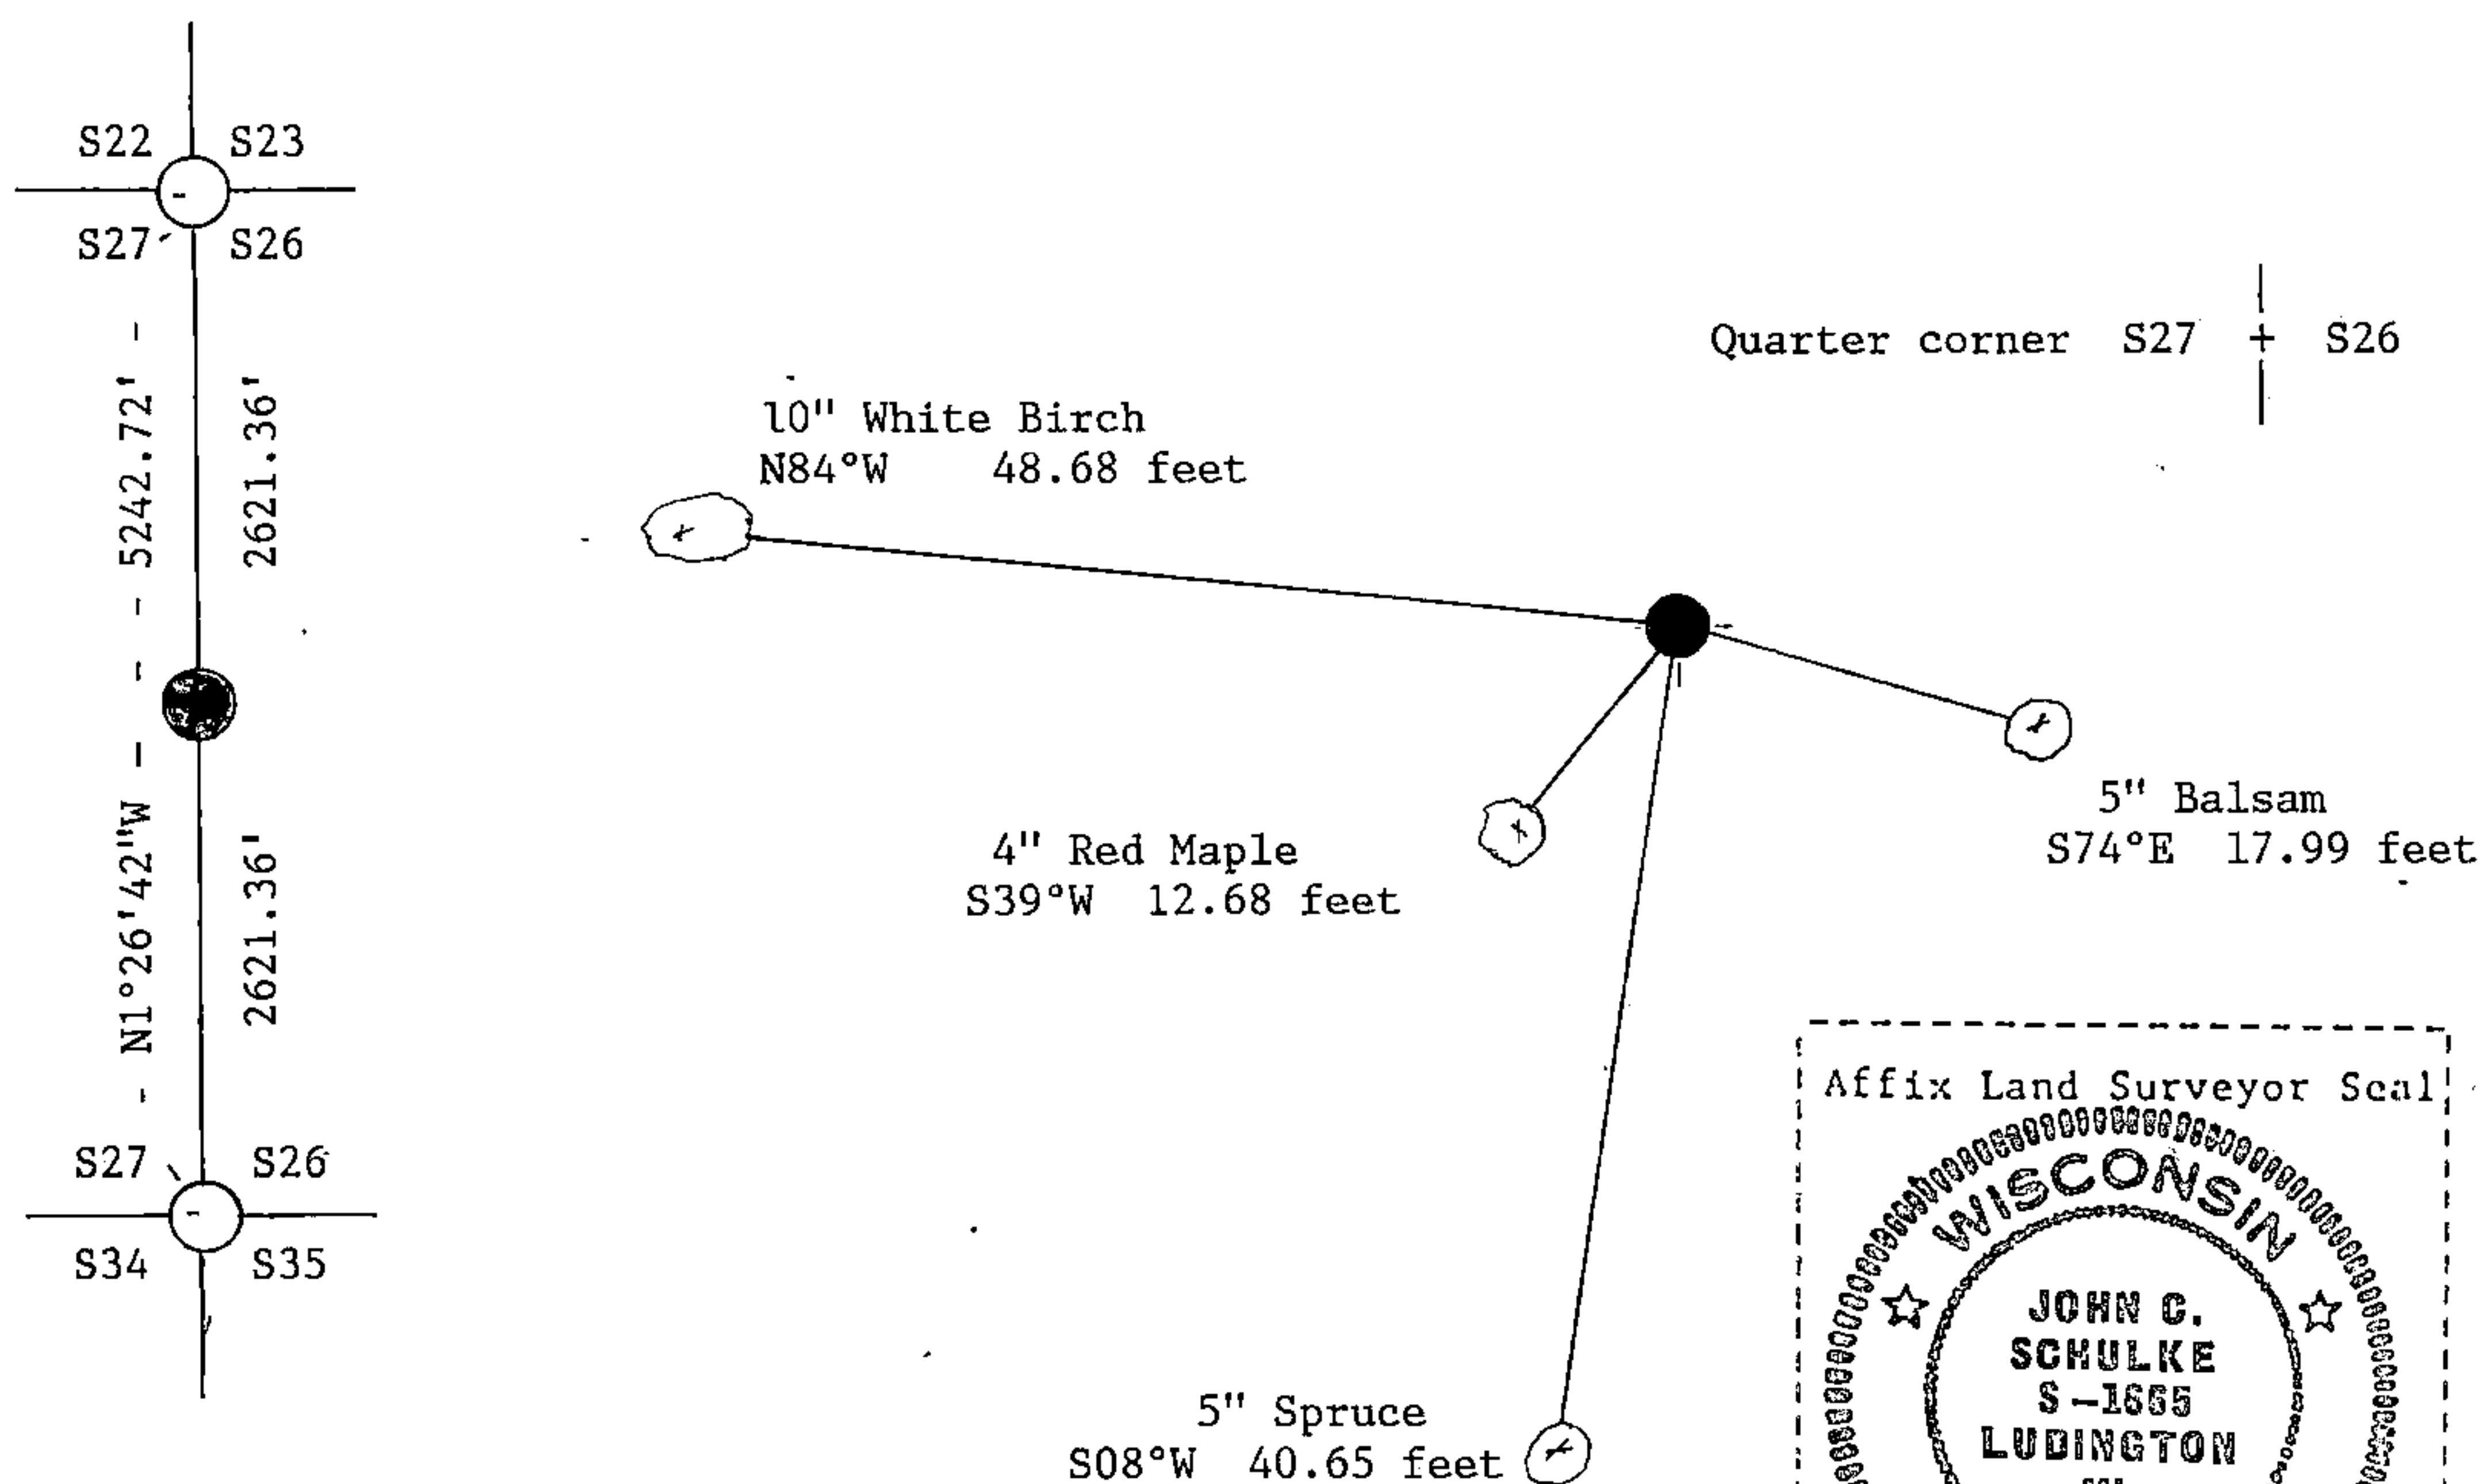 S22 S23
S27 S26
5242.72'
2621.36'
N1°26'42"W
2621.36'
S27 S26
S34 S35
Quarter corner S27 S26
10" White Birch
N84°W 48.68 feet
4" Red Maple
S39°W 12.68 feet
5" Balsam
S74°E 17.99 feet
5" Spruce
S08°W 40.65 feet
Affix Land Surveyor Seal
WISCONSIN
JOHN C.
SCHULKE
S-1665
LUDINGTON